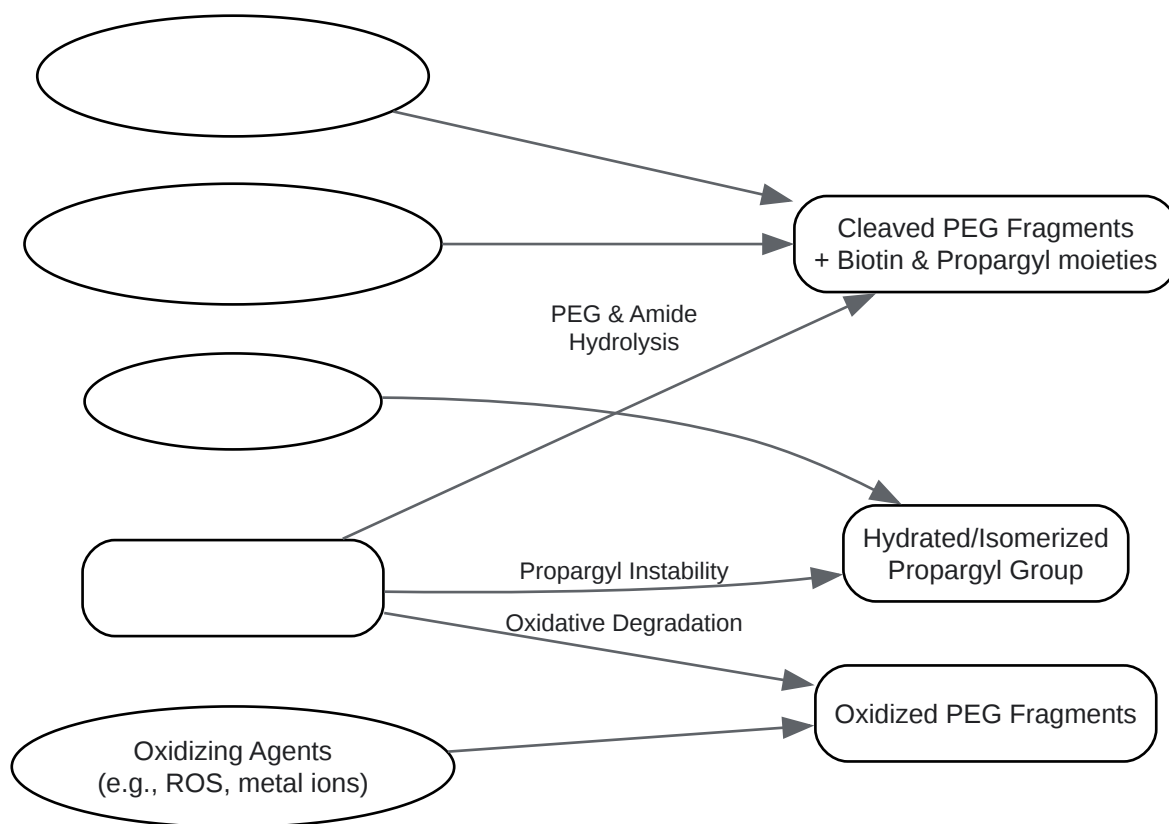 Cleaved PEG Fragments
+ Biotin & Propargyl moieties
PEG & Amide
Hydrolysis
Hydrated/Isomerized
Propargyl Group
Propargyl Instability
Oxidative Degradation
Oxidized PEG Fragments
Oxidizing Agents
(e.g., ROS, metal ions)